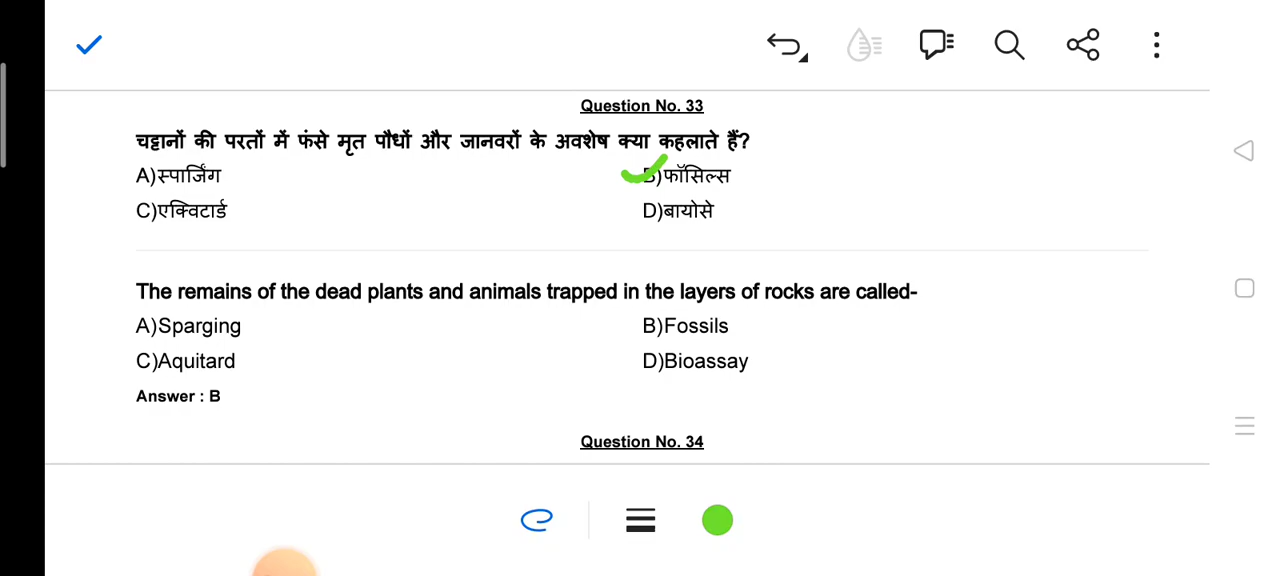 Question No. 33
चट्टानों की परतों में फंसे मृत पौधों और जानवरों के अवशेष क्या कहलाते हैं?
A)स्पार्जिंग B)फॉसिल्स
C)एक्विटार्ड D)बायोसे
The remains of the dead plants and animals trapped in the layers of rocks are called-
A)Sparging B)Fossils
C)Aquitard D)Bioassay
Answer : B
Question No. 34